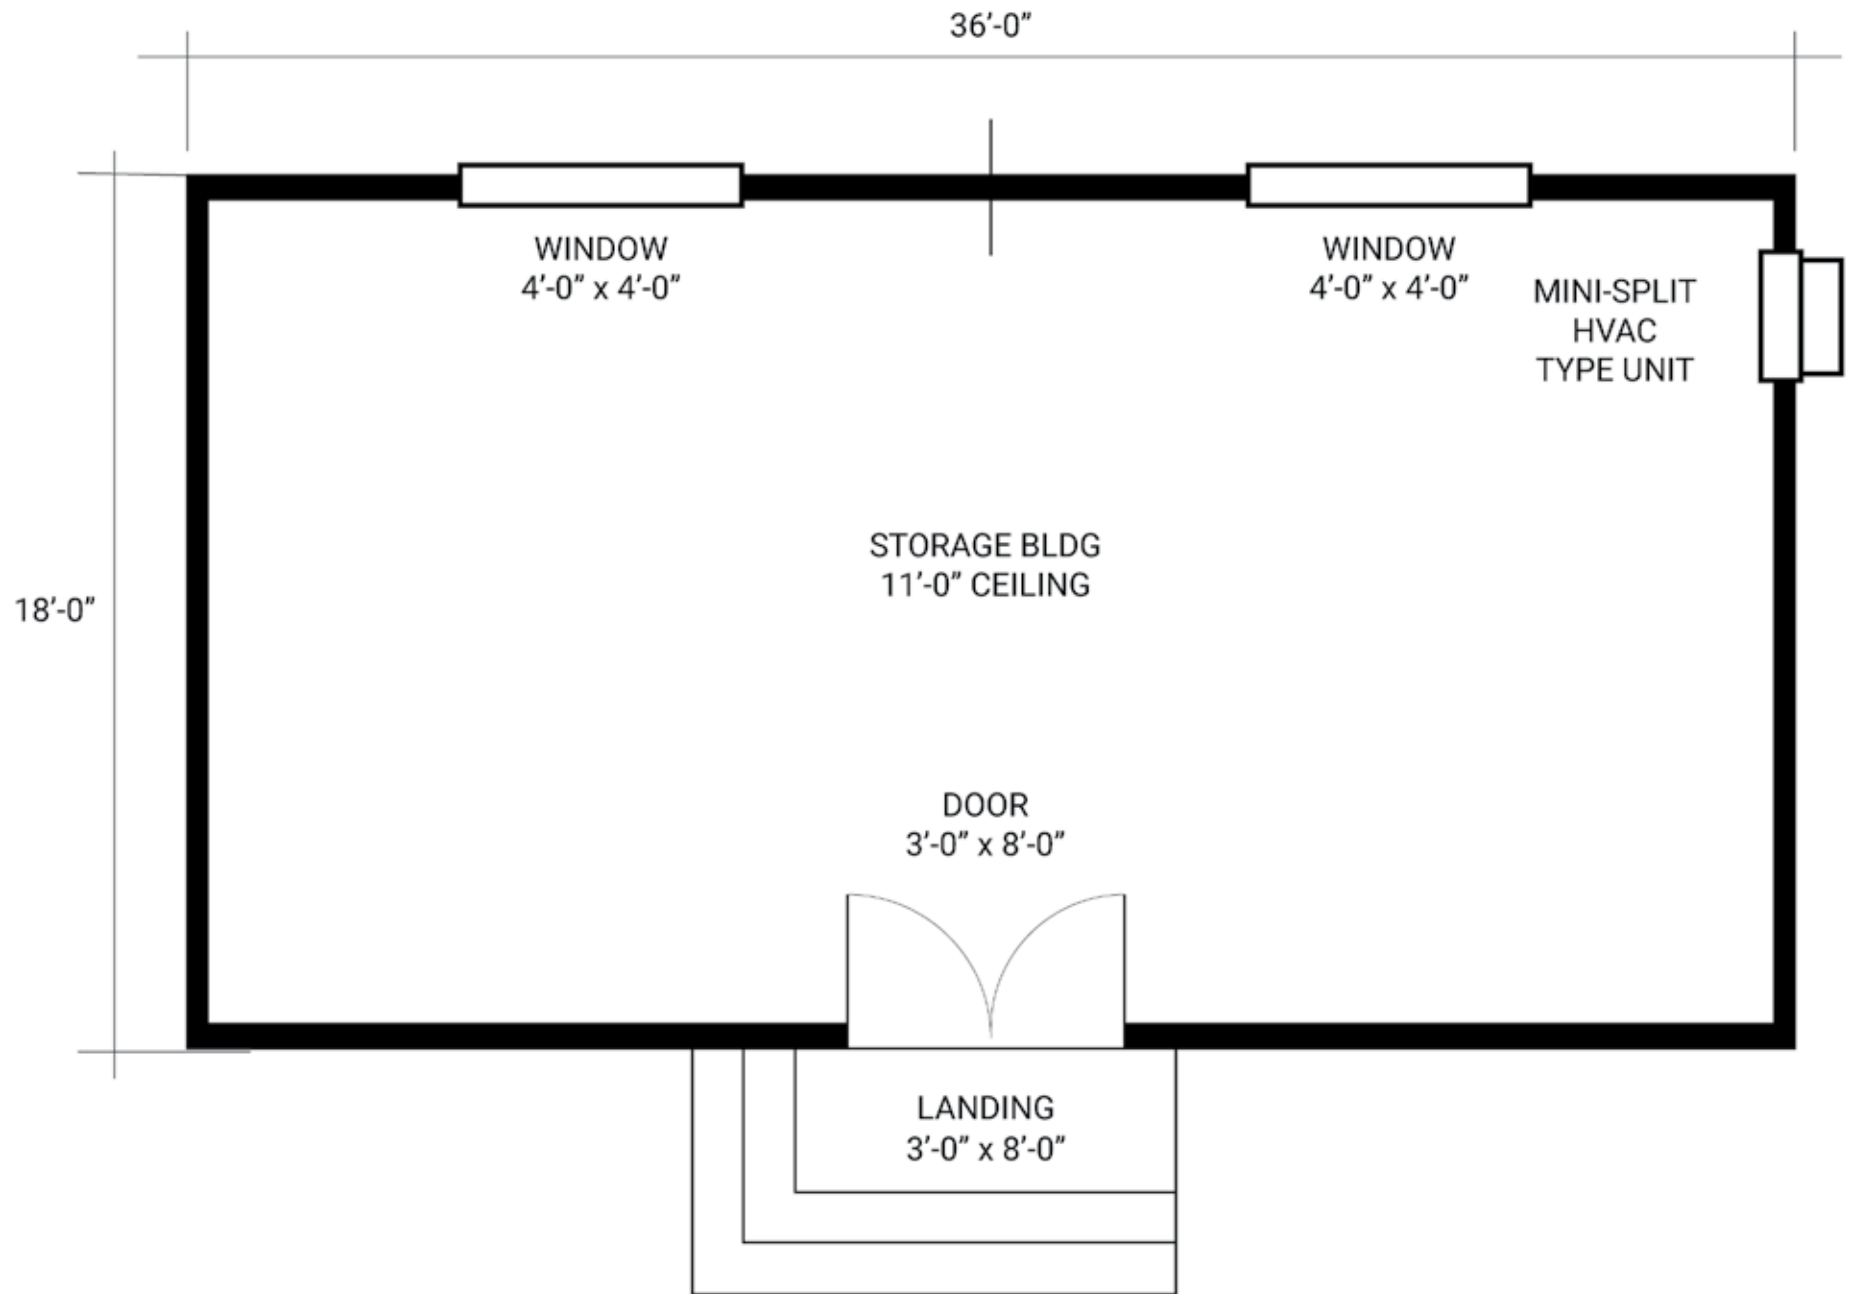 36’-0”
WINDOW
4’-0” x 4’-0”
WINDOW
4’-0” x 4’-0”
MINI-SPLIT
HVAC
TYPE UNIT
STORAGE BLDG
11’-0” CEILING
18’-0”
DOOR
3’-0” x 8’-0”
LANDING
3’-0” x 8’-0”